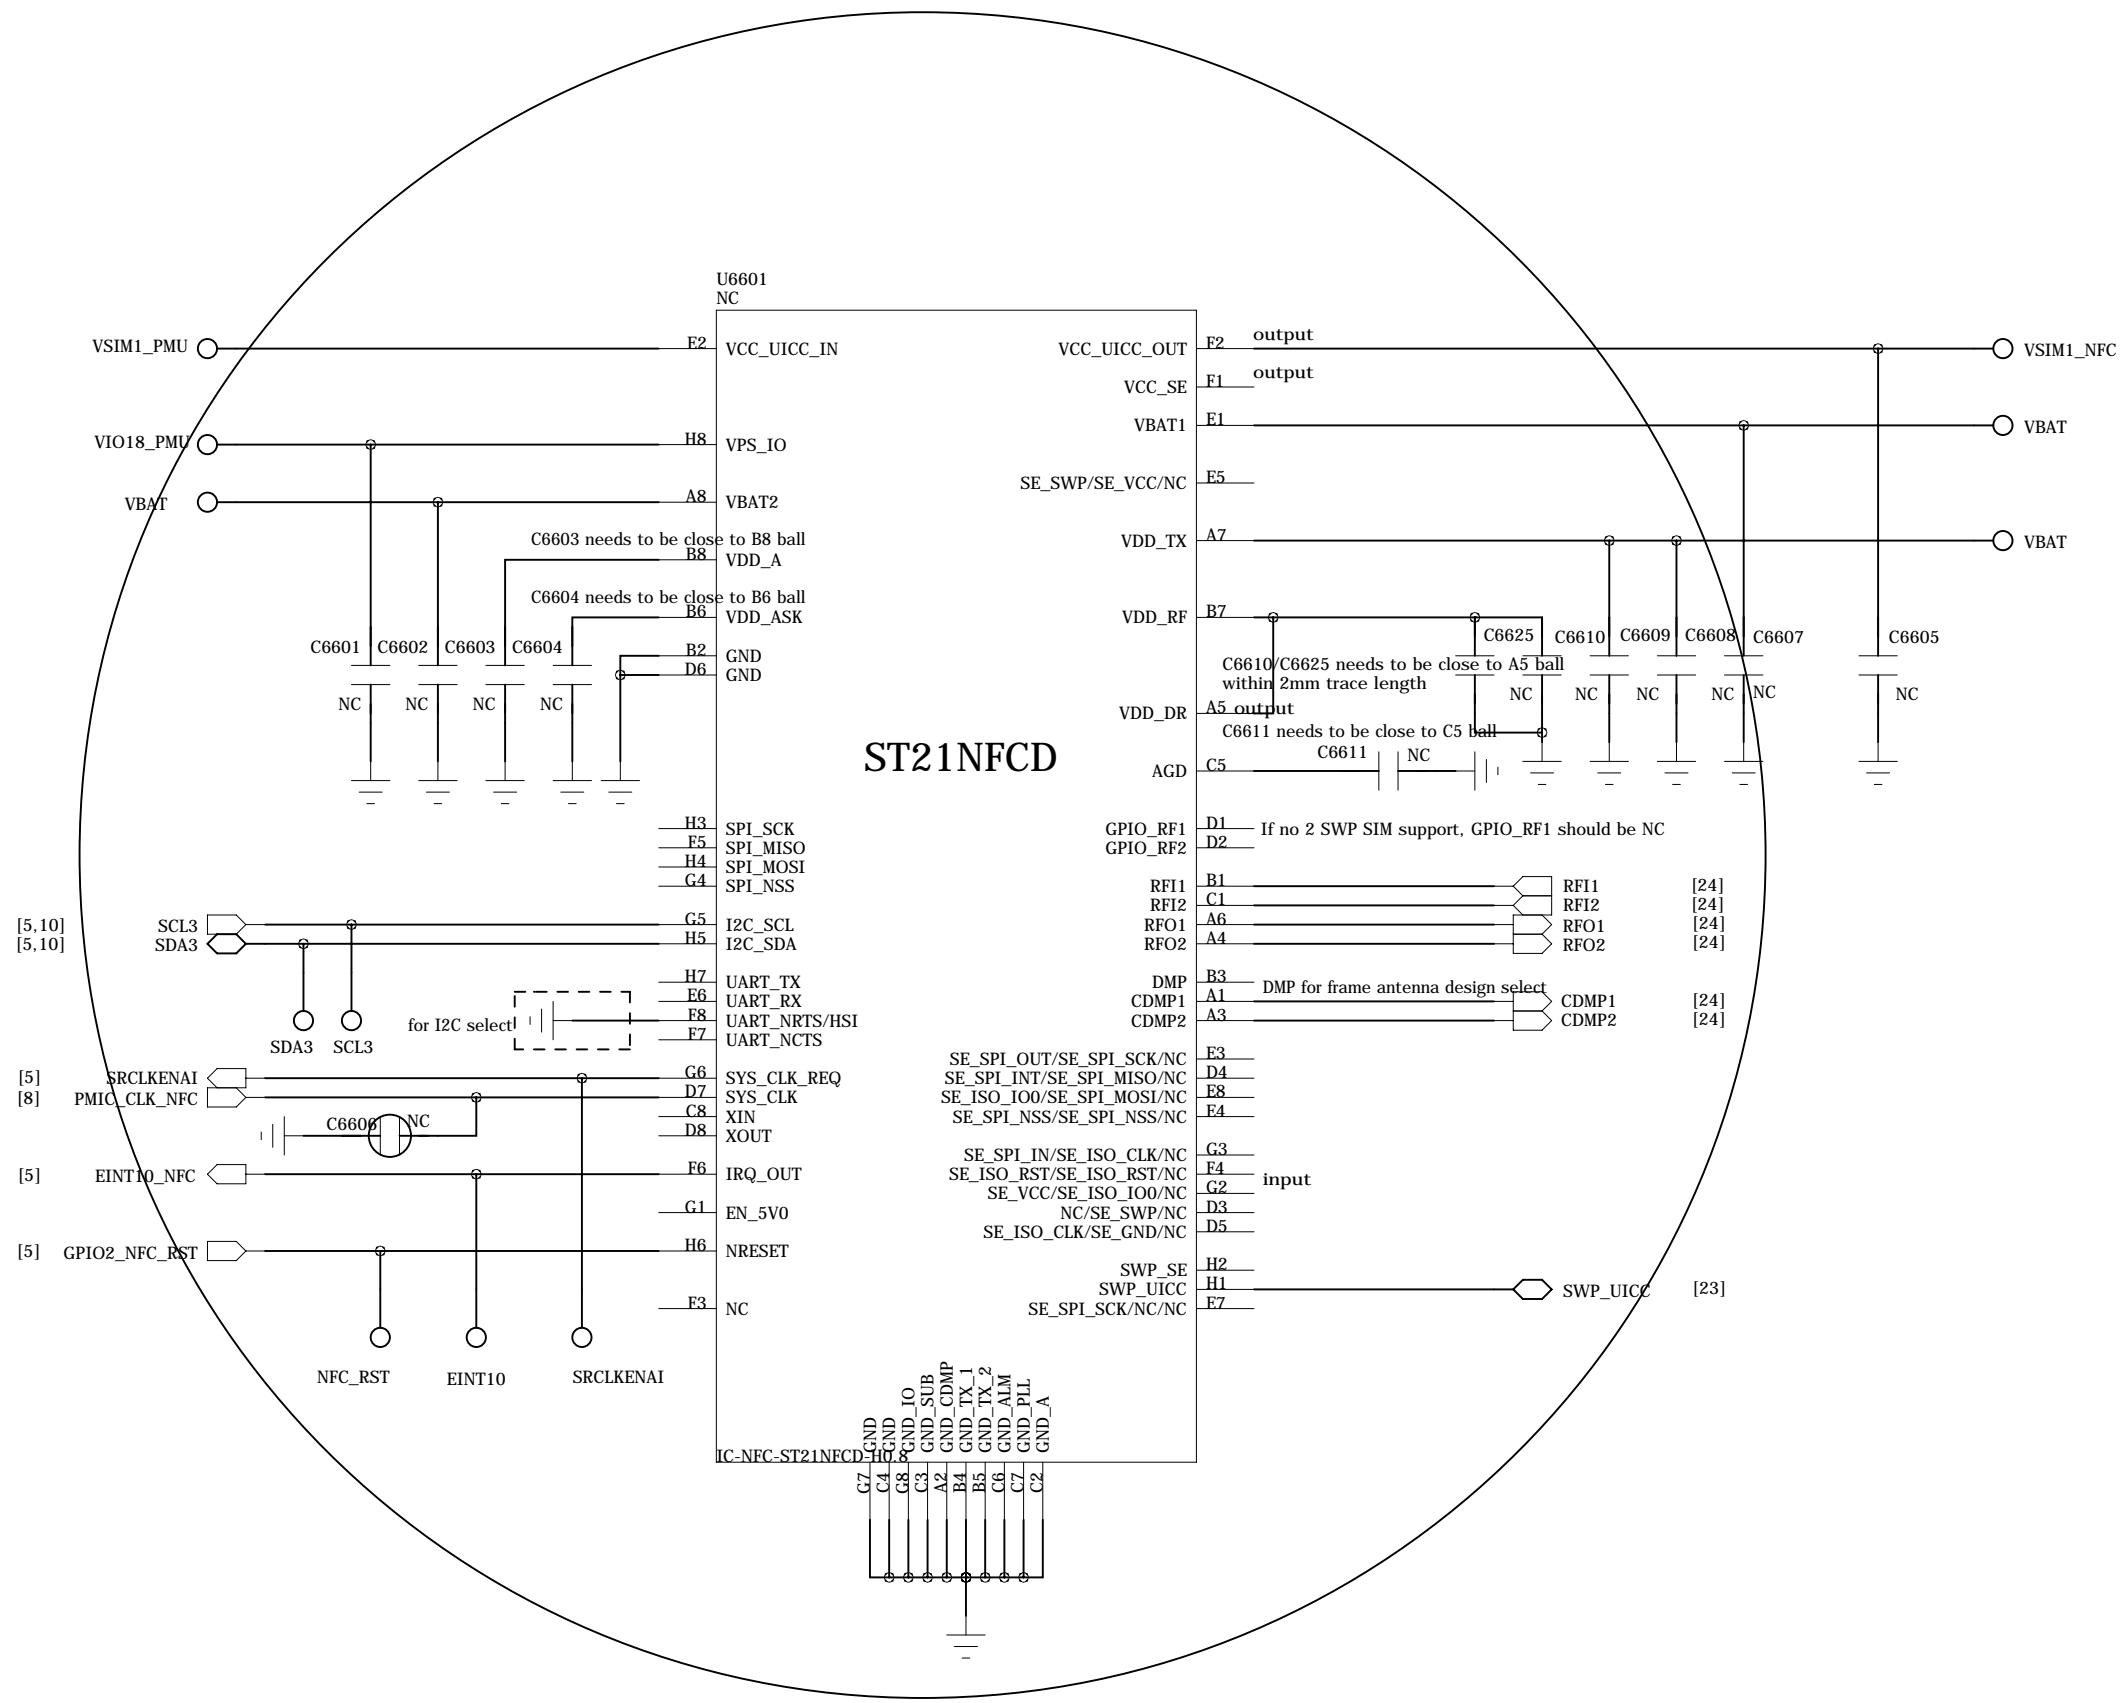 U6601
NC
VSIM1_PMU
E2
VCC_UICC_IN
VCC_UICC_OUT
F2
output
VSIM1_NFC
VCC_SE
F1
output
VIO18_PMU
H8
VPS_IO
VBAT1
E1
VBAT
VBAT
A8
VBAT2
SE_SWP/SE_VCC/NC
E5
C6603 needs to be close to B8 ball
B8
VDD_A
VDD_TX
A7
VBAT
C6604 needs to be close to B6 ball
B6
VDD_ASK
VDD_RF
B7
C6601
C6602
C6603
C6604
B2
GND
D6
GND
C6625
C6610
C6609
C6608
C6607
C6605
C6610/C6625 needs to be close to A5 ball
within 2mm trace length
NC
NC
NC
NC
NC
NC
NC
NC
NC
NC
VDD_DR
A5
output
C6611 needs to be close to C5 ball
C6611
NC
ST21NFCD
AGD
C5
H3
SPI_SCK
F5
SPI_MISO
H4
SPI_MOSI
G4
SPI_NSS
GPIO_RF1
D1
If no 2 SWP SIM support, GPIO_RF1 should be NC
GPIO_RF2
D2
RFI1
B1
RFI1
[24]
RFI2
C1
RFI2
[24]
[5,10]
SCL3
G5
I2C_SCL
RFO1
A6
RFO1
[24]
[5,10]
SDA3
H5
I2C_SDA
RFO2
A4
RFO2
[24]
H7
UART_TX
E6
UART_RX
for I2C select
F8
UART_NRTS/HSI
F7
UART_NCTS
DMP
B3
DMP for frame antenna design select
CDMP1
A1
CDMP1
[24]
CDMP2
A3
CDMP2
[24]
SDA3
SCL3
[5]
SRCLKENAI
G6
SYS_CLK_REQ
[8]
PMIC_CLK_NFC
D7
SYS_CLK
C8
XIN
C6606
NC
D8
XOUT
SE_SPI_OUT/SE_SPI_SCK/NC
E3
SE_SPI_INT/SE_SPI_MISO/NC
D4
SE_ISO_IO0/SE_SPI_MOSI/NC
E8
SE_SPI_NSS/SE_SPI_NSS/NC
E4
[5]
EINT10_NFC
F6
IRQ_OUT
SE_SPI_IN/SE_ISO_CLK/NC
G3
SE_ISO_RST/SE_ISO_RST/NC
F4
input
SE_VCC/SE_ISO_IO0/NC
G2
G1
EN_5V0
NC/SE_SWP/NC
D3
SE_ISO_CLK/SE_GND/NC
D5
[5]
GPIO2_NFC_RST
H6
NRESET
SWP_SE
H2
SWP_UICC
H1
SWP_UICC
[23]
F3
NC
SE_SPI_SCK/NC/NC
E7
NFC_RST
EINT10
SRCLKENAI
GND
GND
GND_IO
GND_SUB
GND_CDMP
GND_TX_1
GND_TX_2
GND_ALM
GND_PLL
GND_A
IC-NFC-ST21NFCD-H0.8
G7
C4
G8
C3
A2
B4
B5
C6
C7
C2